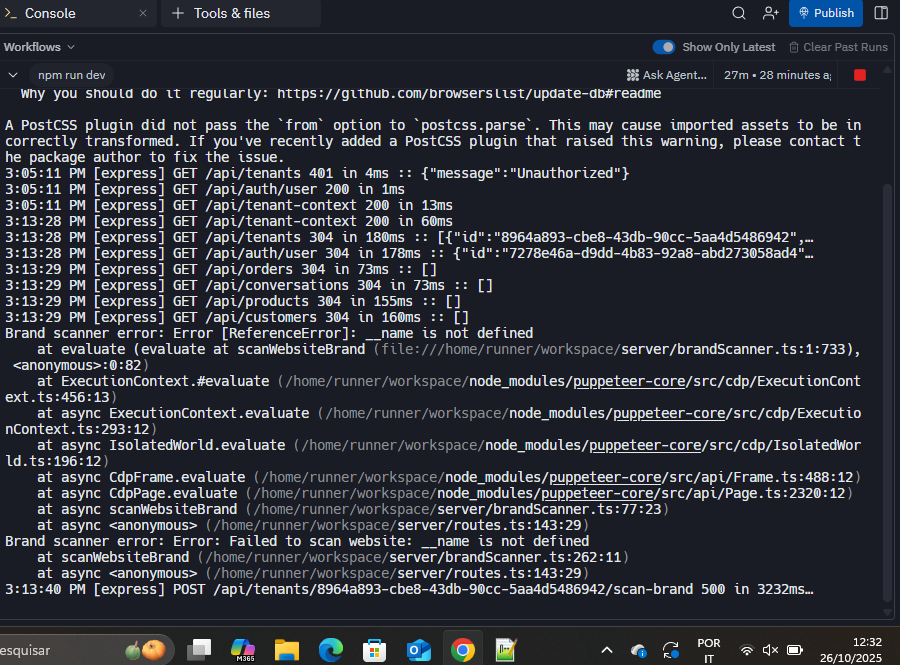 Console
Tools & files
Publish
Workflows
Show Only Latest
Clear Past Runs
npm run dev
Ask Agent...
27m • 28 minutes a
Why you should do it regularly: https://github.com/browserslist/update-db#readme
A PostCSS plugin did not pass the `from` option to `postcss.parse`. This may cause imported assets to be in
correctly transformed. If you've recently added a PostCSS plugin that raised this warning, please contact t
he package author to fix the issue.
3:05:11 PM [express] GET /api/tenants 401 in 4ms :: {"message":"Unauthorized"}
3:05:11 PM [express] GET /api/auth/user 200 in 1ms
3:05:11 PM [express] GET /api/tenant-context 200 in 13ms
3:13:28 PM [express] GET /api/tenant-context 200 in 60ms
3:13:28 PM [express] GET /api/tenants 304 in 180ms :: [{"id":"8964a893-cbe8-43db-90cc-5aa4d5486942",…
3:13:28 PM [express] GET /api/auth/user 304 in 178ms :: {"id":"7278e46a-d9dd-4b83-92a8-abd273058ad4"…
3:13:29 PM [express] GET /api/orders 304 in 73ms :: []
3:13:29 PM [express] GET /api/conversations 304 in 73ms :: []
3:13:29 PM [express] GET /api/products 304 in 155ms :: []
3:13:29 PM [express] GET /api/customers 304 in 160ms :: []
Brand scanner error: Error [ReferenceError]: __name is not defined
at evaluate (evaluate at scanWebsiteBrand (file:///home/runner/workspace/server/brandScanner.ts:1:733),
<anonymous>:0:82)
at ExecutionContext.#evaluate (/home/runner/workspace/node_modules/puppeteer-core/src/cdp/ExecutionCont
ext.ts:456:13)
at async ExecutionContext.evaluate (/home/runner/workspace/node_modules/puppeteer-core/src/cdp/Executio
nContext.ts:293:12)
at async IsolatedWorld.evaluate (/home/runner/workspace/node_modules/puppeteer-core/src/cdp/IsolatedWor
ld.ts:196:12)
at async CdpFrame.evaluate (/home/runner/workspace/node_modules/puppeteer-core/src/api/Frame.ts:488:12)
at async CdpPage.evaluate (/home/runner/workspace/node_modules/puppeteer-core/src/api/Page.ts:2320:12)
at async scanWebsiteBrand (/home/runner/workspace/server/brandScanner.ts:77:23)
at async <anonymous> (/home/runner/workspace/server/routes.ts:143:29)
Brand scanner error: Error: Failed to scan website: __name is not defined
at scanWebsiteBrand (/home/runner/workspace/server/brandScanner.ts:262:11)
at async <anonymous> (/home/runner/workspace/server/routes.ts:143:29)
3:13:40 PM [express] POST /api/tenants/8964a893-cbe8-43db-90cc-5aa4d5486942/scan-brand 500 in 3232ms…
esquisar
M365
POR
IT
12:32
26/10/2025